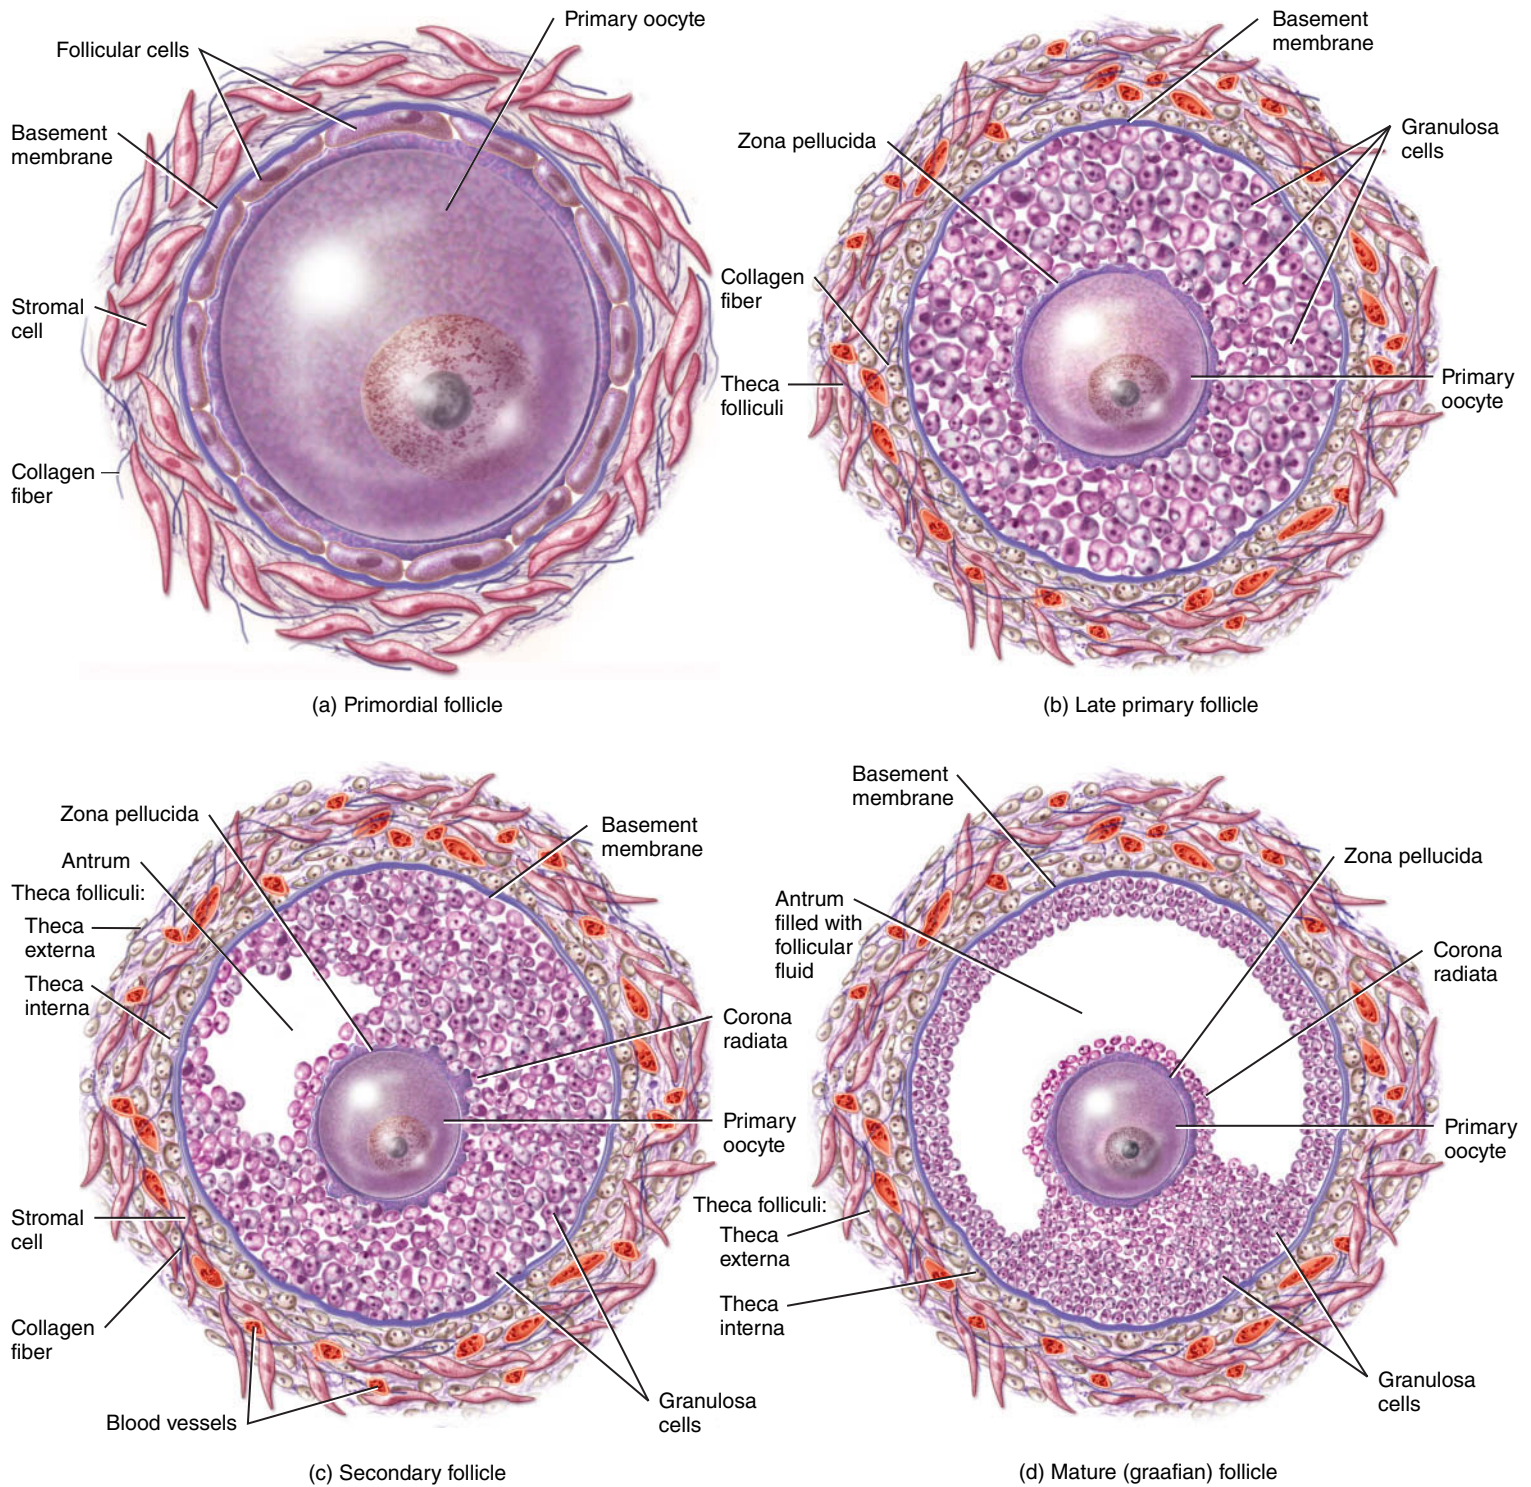 Primary oocyte
Follicular cells
Basement
membrane
Stromal
cell
Collagen
fiber
(a) Primordial follicle
Basement
membrane
Zona pellucida
Granulosa
cells
Collagen
fiber
Theca
folliculi
Primary
oocyte
(b) Late primary follicle
Zona pellucida
Antrum
Theca folliculi:
Theca
externa
Theca
interna
Basement
membrane
Corona
radiata
Primary
oocyte
Stromal
cell
Collagen
fiber
Blood vessels
Granulosa
cells
(c) Secondary follicle
Basement
membrane
Zona pellucida
Antrum
filled with
follicular
fluid
Corona
radiata
Primary
oocyte
Theca folliculi:
Theca
externa
Theca
interna
Granulosa
cells
(d) Mature (graafian) follicle